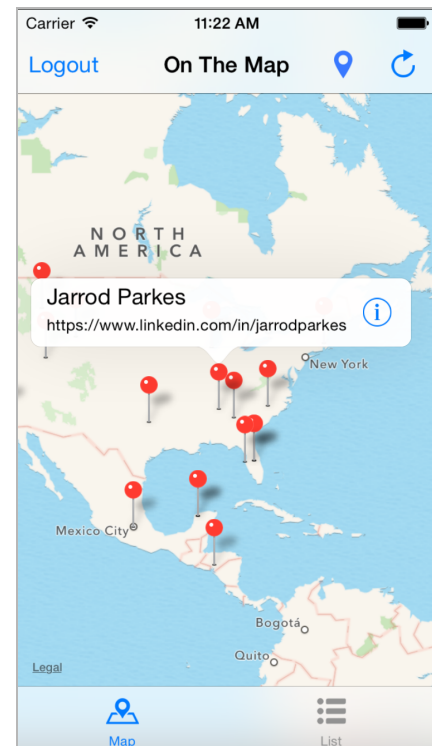 Carrier 11:22 AM
Logout On The Map
NORTH
AMERICA
Jarrod Parkes
https://www.linkedin.com/in/jarrodparkes
New York
Mexico City
Bogotá
Quito
Legal
Map List